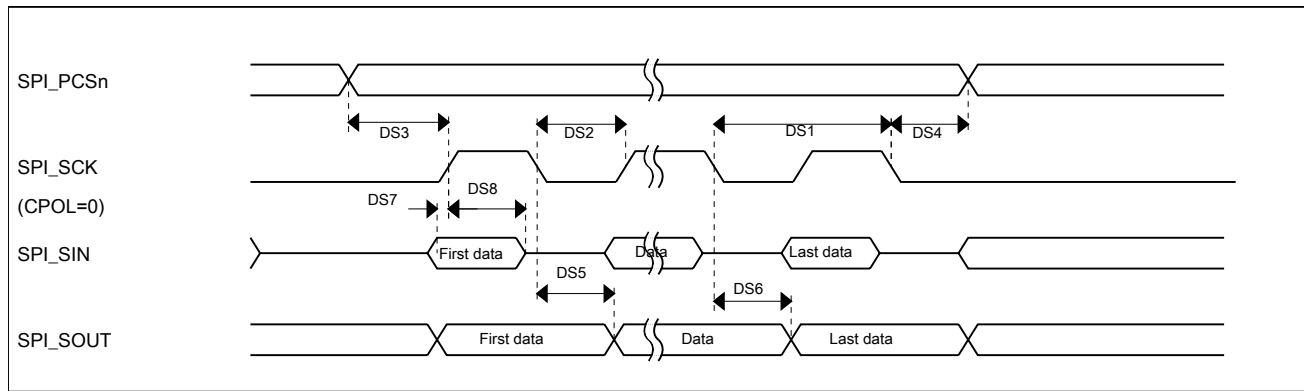 SPI_PCSn
DS3
DS2
DS1
DS4
SPI_SCK
(CPOL=0)
DS7
DS8
SPI_SIN
First data
Data
Last data
DS5
DS6
SPI_SOUT
First data
Data
Last data